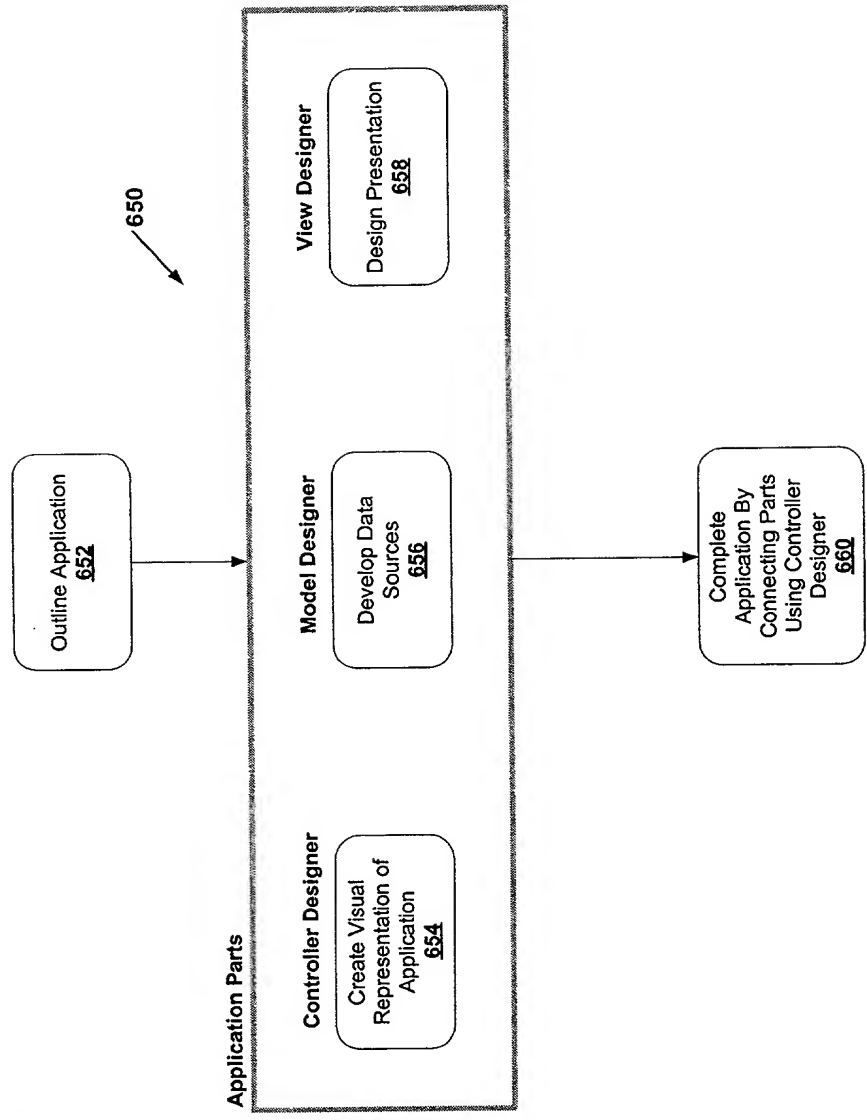 Outline Application
652
650
Application Parts
Controller Designer
Create Visual
Representation of
Application
654
Model Designer
Develop Data
Sources
656
View Designer
Design Presentation
658
Complete
Application By
Connecting Parts
Using Controller
Designer
660